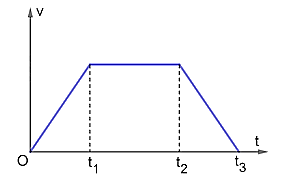 v
t
O t₁ t₂ t₃